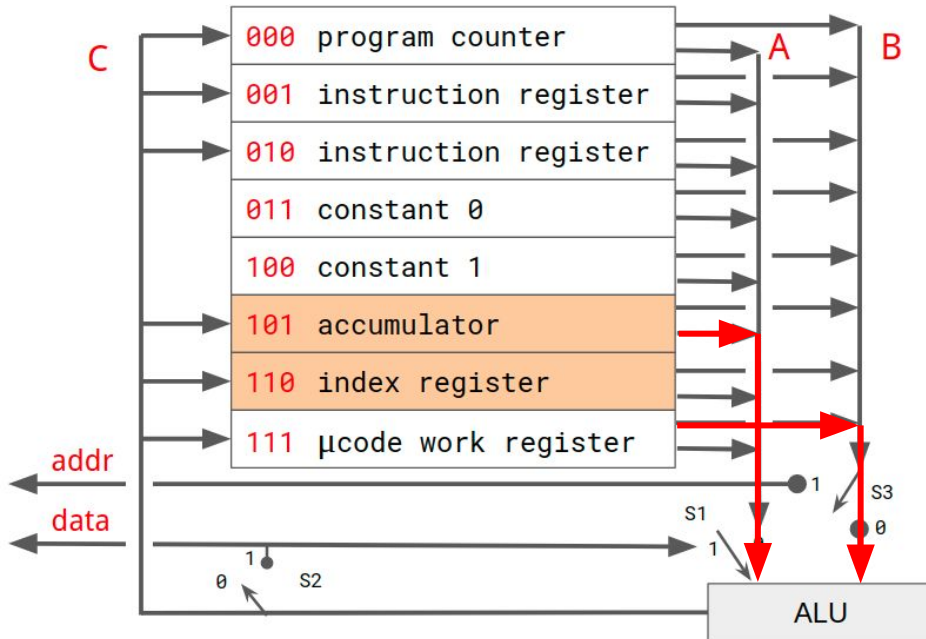 C
000 program counter
A
B
001 instruction register
010 instruction register
011 constant 0
100 constant 1
101 accumulator
110 index register
111 μcode work register
addr
1
S3
data
S1
0
1
1
0
S2
ALU